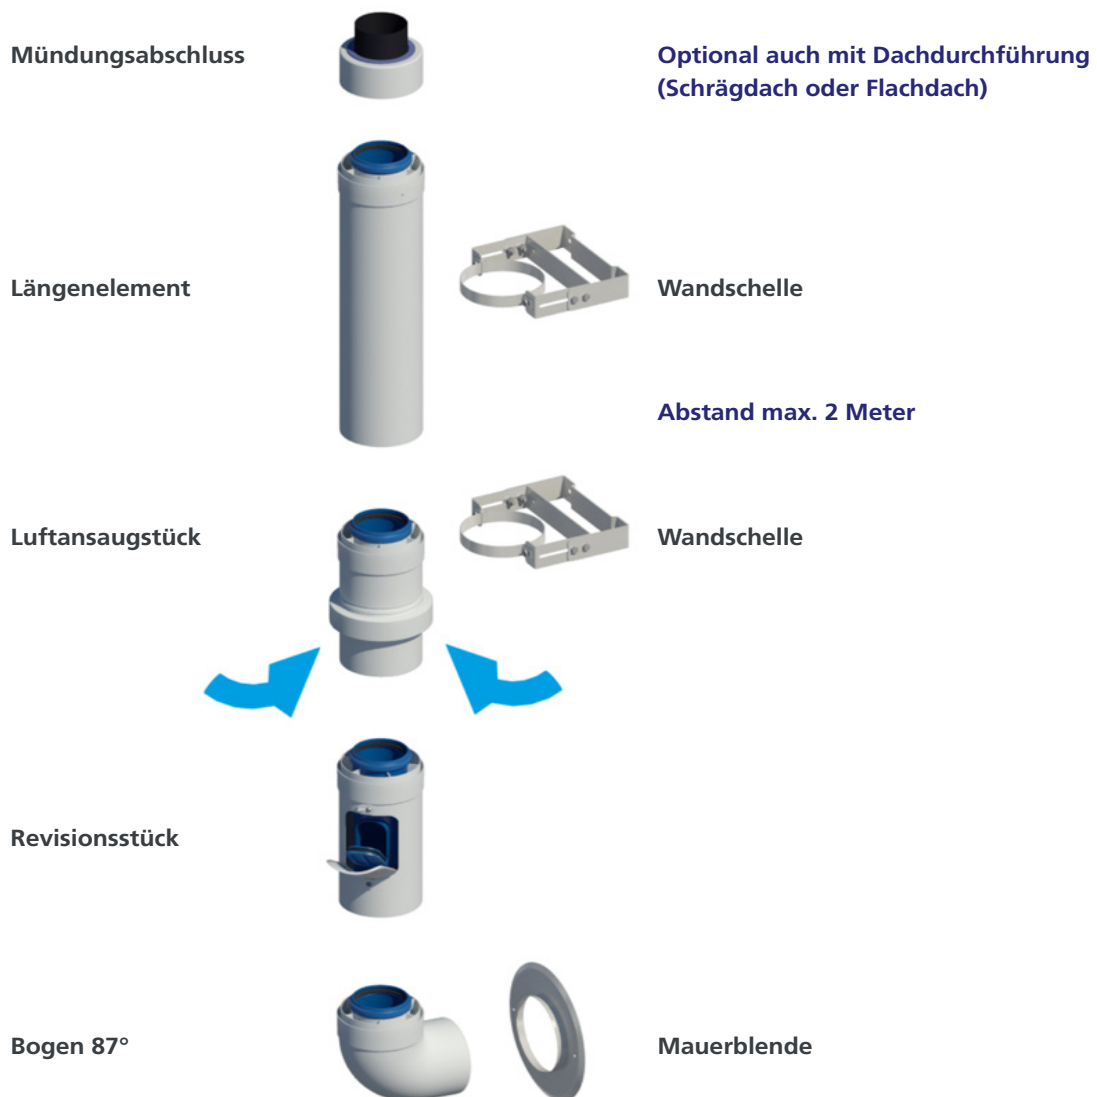 Mündungsabschluss
Optional auch mit Dachdurchführung
(Schrägdach oder Flachdach)
Längenelement
Wandschelle
Abstand max. 2 Meter
Luftansaugstück
Wandschelle
Revisionsstück
Bogen 87°
Mauerblende